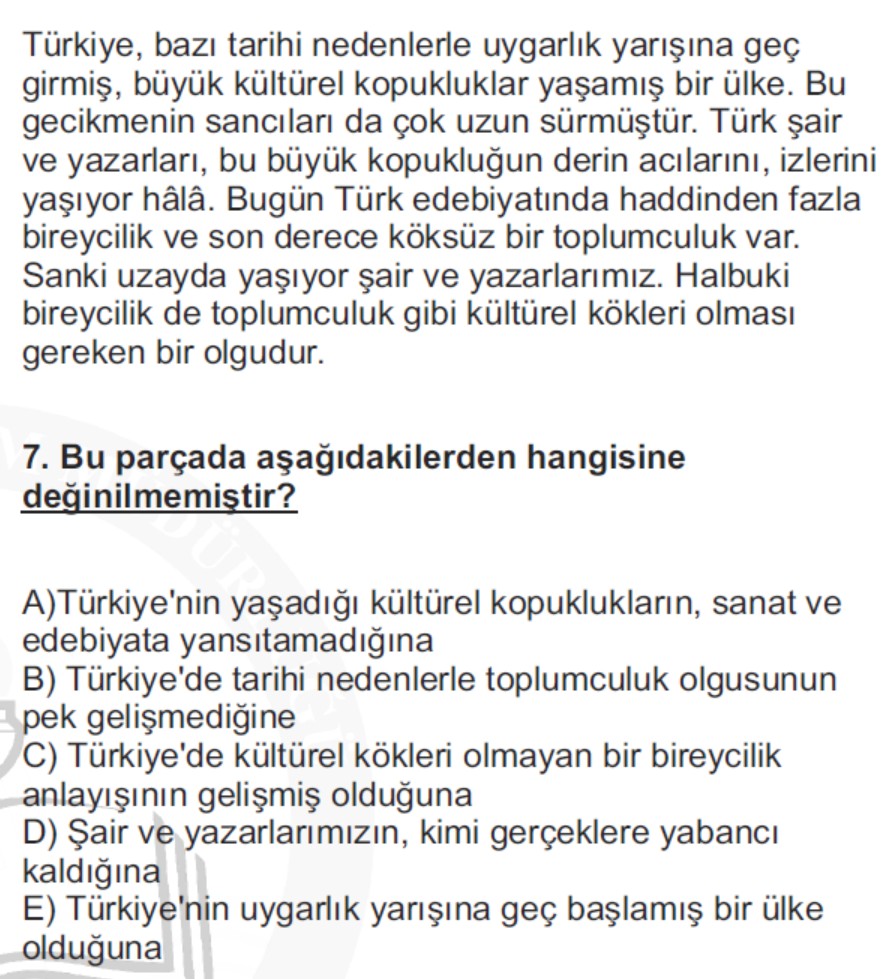 Türkiye, bazı tarihi nedenlerle uygarlık yarışına geç
girmiş, büyük kültürel kopukluklar yaşamış bir ülke. Bu
gecikmenin sancıları da çok uzun sürmüştür. Türk şair
ve yazarları, bu büyük kopukluğun derin acılarını, izlerini
yaşıyor hâlâ. Bugün Türk edebiyatında haddinden fazla
bireycilik ve son derece köksüz bir toplumculuk var.
Sanki uzayda yaşıyor şair ve yazarlarımız. Halbuki
bireycilik de toplumculuk gibi kültürel kökleri olması
gereken bir olgudur.
7. Bu parçada aşağıdakilerden hangisine
değinilmemiştir?
A)Türkiye'nin yaşadığı kültürel kopuklukların, sanat ve
edebiyata yansıtamadığına
B) Türkiye'de tarihi nedenlerle toplumculuk olgusunun
pek gelişmediğine
C) Türkiye'de kültürel kökleri olmayan bir bireycilik
anlayışının gelişmiş olduğuna
D) Şair ve yazarlarımızın, kimi gerçeklere yabancı
kaldığına
E) Türkiye'nin uygarlık yarışına geç başlamış bir ülke
olduğuna